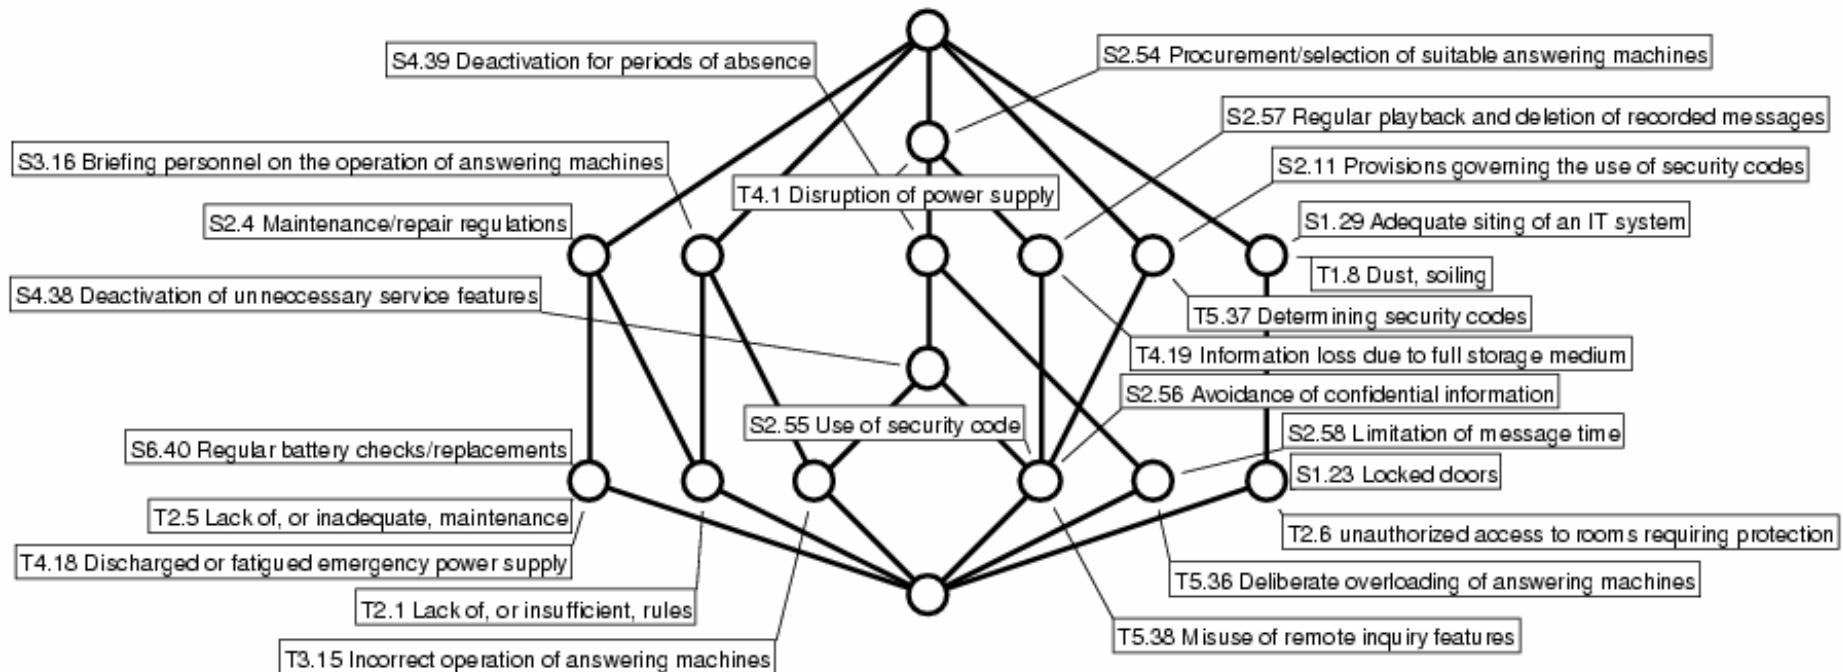 S4.39 Deactivation for periods of absence
S2.54 Procurement/selection of suitable answering machines
S2.57 Regular playback and deletion of recorded messages
S3.16 Briefing personnel on the operation of answering machines
S2.11 Provisions governing the use of security codes
T4.1 Disruption of power supply
S2.4 Maintenance/repair regulations
S1.29 Adequate siting of an IT system
T1.8 Dust, soiling
S4.38 Deactivation of unneccessary service features
T5.37 Determining security codes
T4.19 Information loss due to full storage medium
S2.56 Avoidance of confidential information
S2.55 Use of security code
S2.58 Limitation of message time
S6.40 Regular battery checks/replacements
S1.23 Locked doors
T2.5 Lack of, or inadequate, maintenance
T2.6 unauthorized access to rooms requiring protection
T4.18 Discharged or fatigued emergency power supply
T5.36 Deliberate overloading of answering machines
T2.1 Lack of, or insufficient, rules
T5.38 Misuse of remote inquiry features
T3.15 Incorrect operation of answering machines